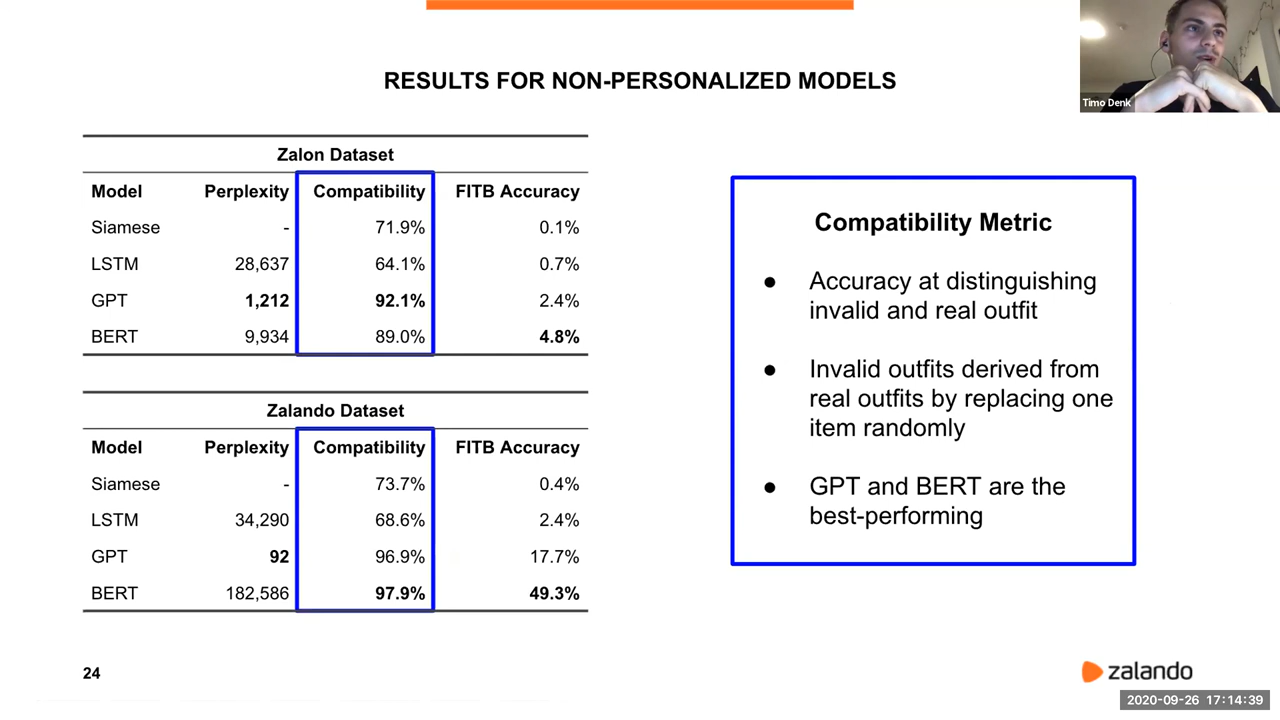 RESULTS FOR NON-PERSONALIZED MODELS
Timo Denk
Zalon Dataset
Model Perplexity Compatibility FITB Accuracy
Siamese - 71.9% 0.1%
LSTM 28,637 64.1% 0.7%
GPT 1,212 92.1% 2.4%
BERT 9,934 89.0% 4.8%
Zalando Dataset
Model Perplexity Compatibility FITB Accuracy
Siamese - 73.7% 0.4%
LSTM 34,290 68.6% 2.4%
GPT 92 96.9% 17.7%
BERT 182,586 97.9% 49.3%
Compatibility Metric
● Accuracy at distinguishing
invalid and real outfit
● Invalid outfits derived from
real outfits by replacing one
item randomly
● GPT and BERT are the
best-performing
24
zalando
2020-09-26 17:14:39